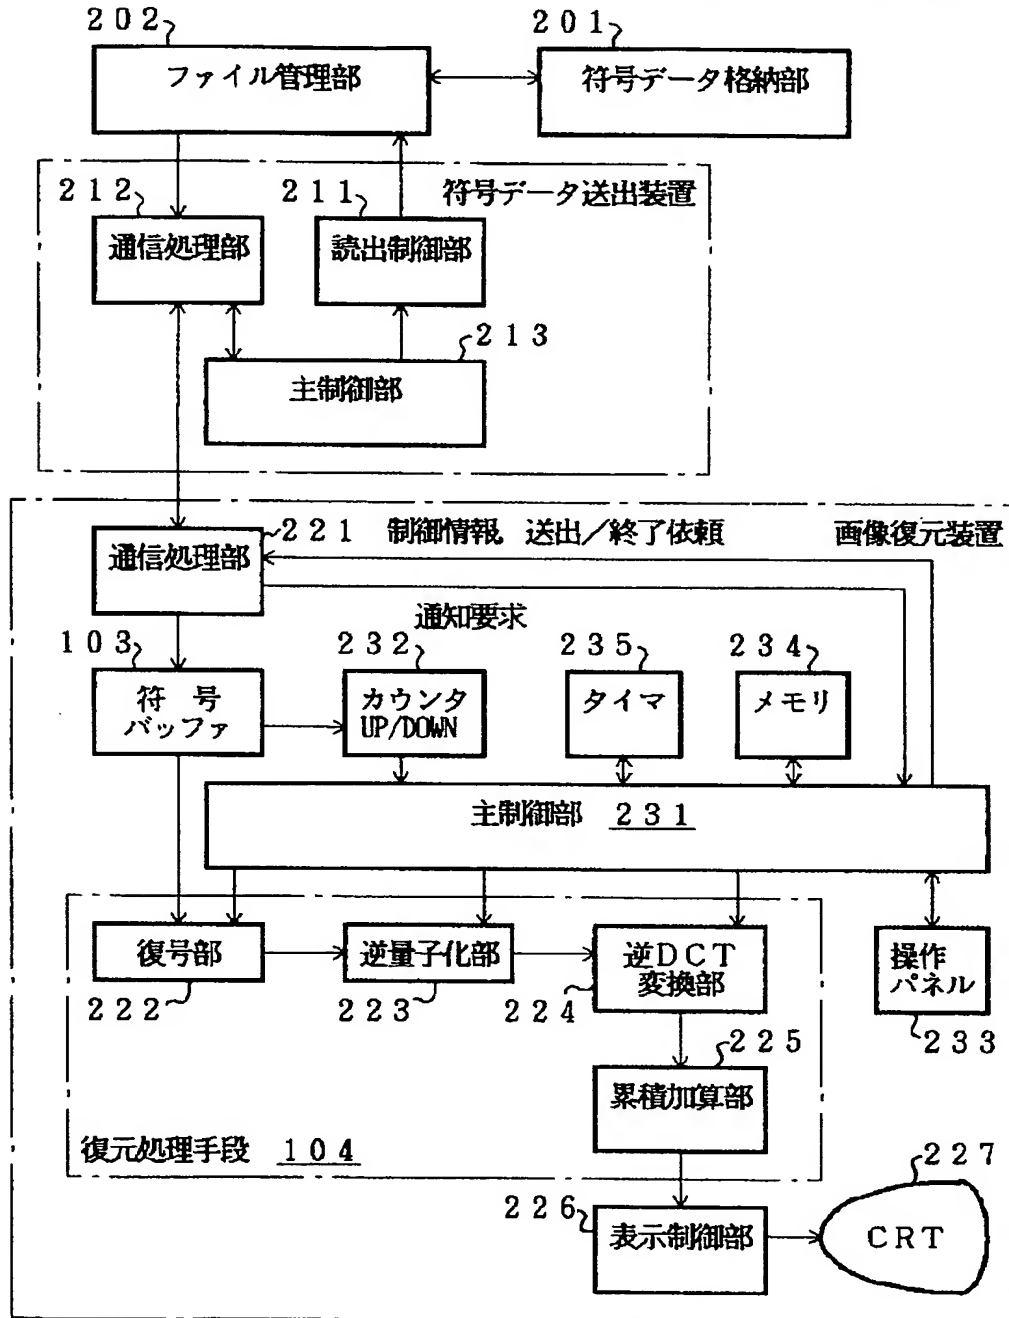 202
201
ファイル管理部
符号データ格納部
212
211
符号データ送出装置
通信処理部
読出制御部
213
主制御部
221
制御情報，送出／終了依頼
画像復元装置
通信処理部
通知要求
103
232
235
234
符号
バッファ
カウンタ
UP/DOWN
タイマ
メモリ
主制御部 231
復号部
逆量子化部
逆DCT
変換部
操作
パネル
222
223
224
233
225
累積加算部
復元処理手段 104
227
226
表示制御部
CRT